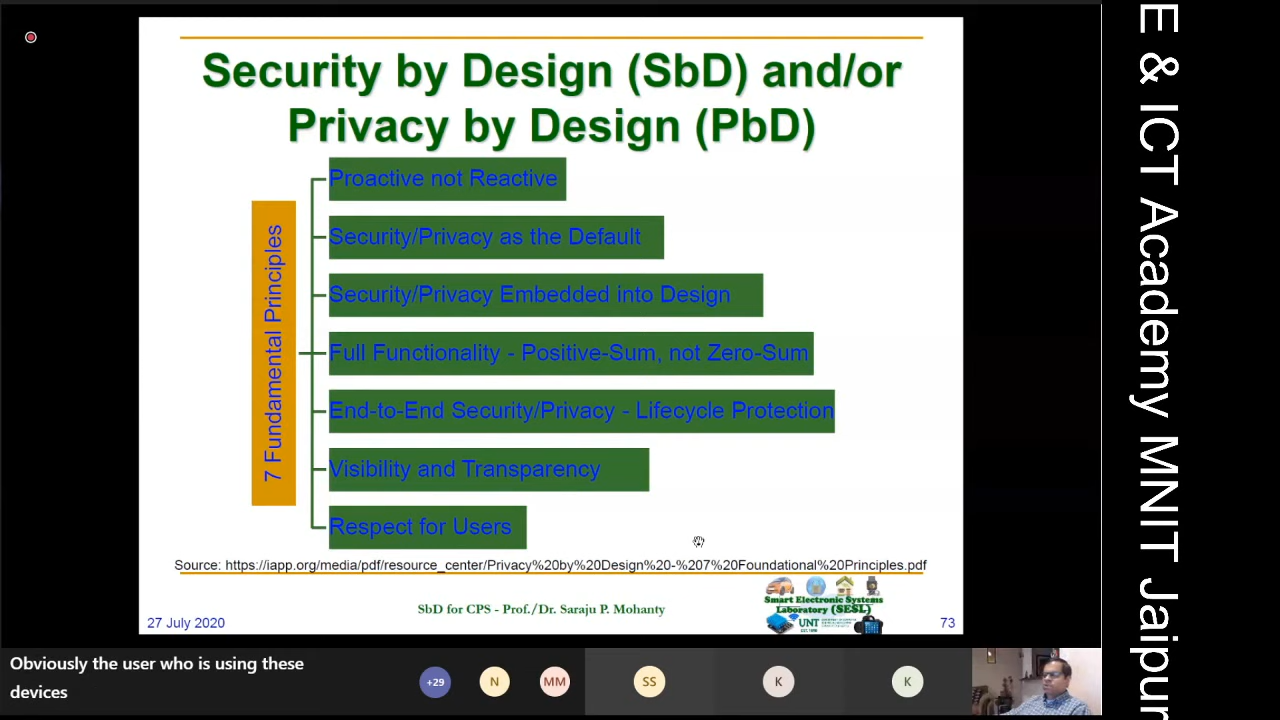 Security by Design (SbD) and/or
Privacy by Design (PbD)
7 Fundamental Principles
Proactive not Reactive
Security/Privacy as the Default
Security/Privacy Embedded into Design
Full Functionality - Positive-Sum, not Zero-Sum
End-to-End Security/Privacy - Lifecycle Protection
Visibility and Transparency
Respect for Users
Source: https://iapp.org/media/pdf/resource_center/Privacy%20by%20Design%20-%207%20Foundational%20Principles.pdf
27 July 2020
SbD for CPS - Prof./Dr. Saraju P. Mohanty
Smart Electronic Systems
Laboratory (SESL)
UNT
73
Obviously the user who is using these
devices
+29
N
MM
SS
K
K
E & ICT Academy MNIT Jaipur